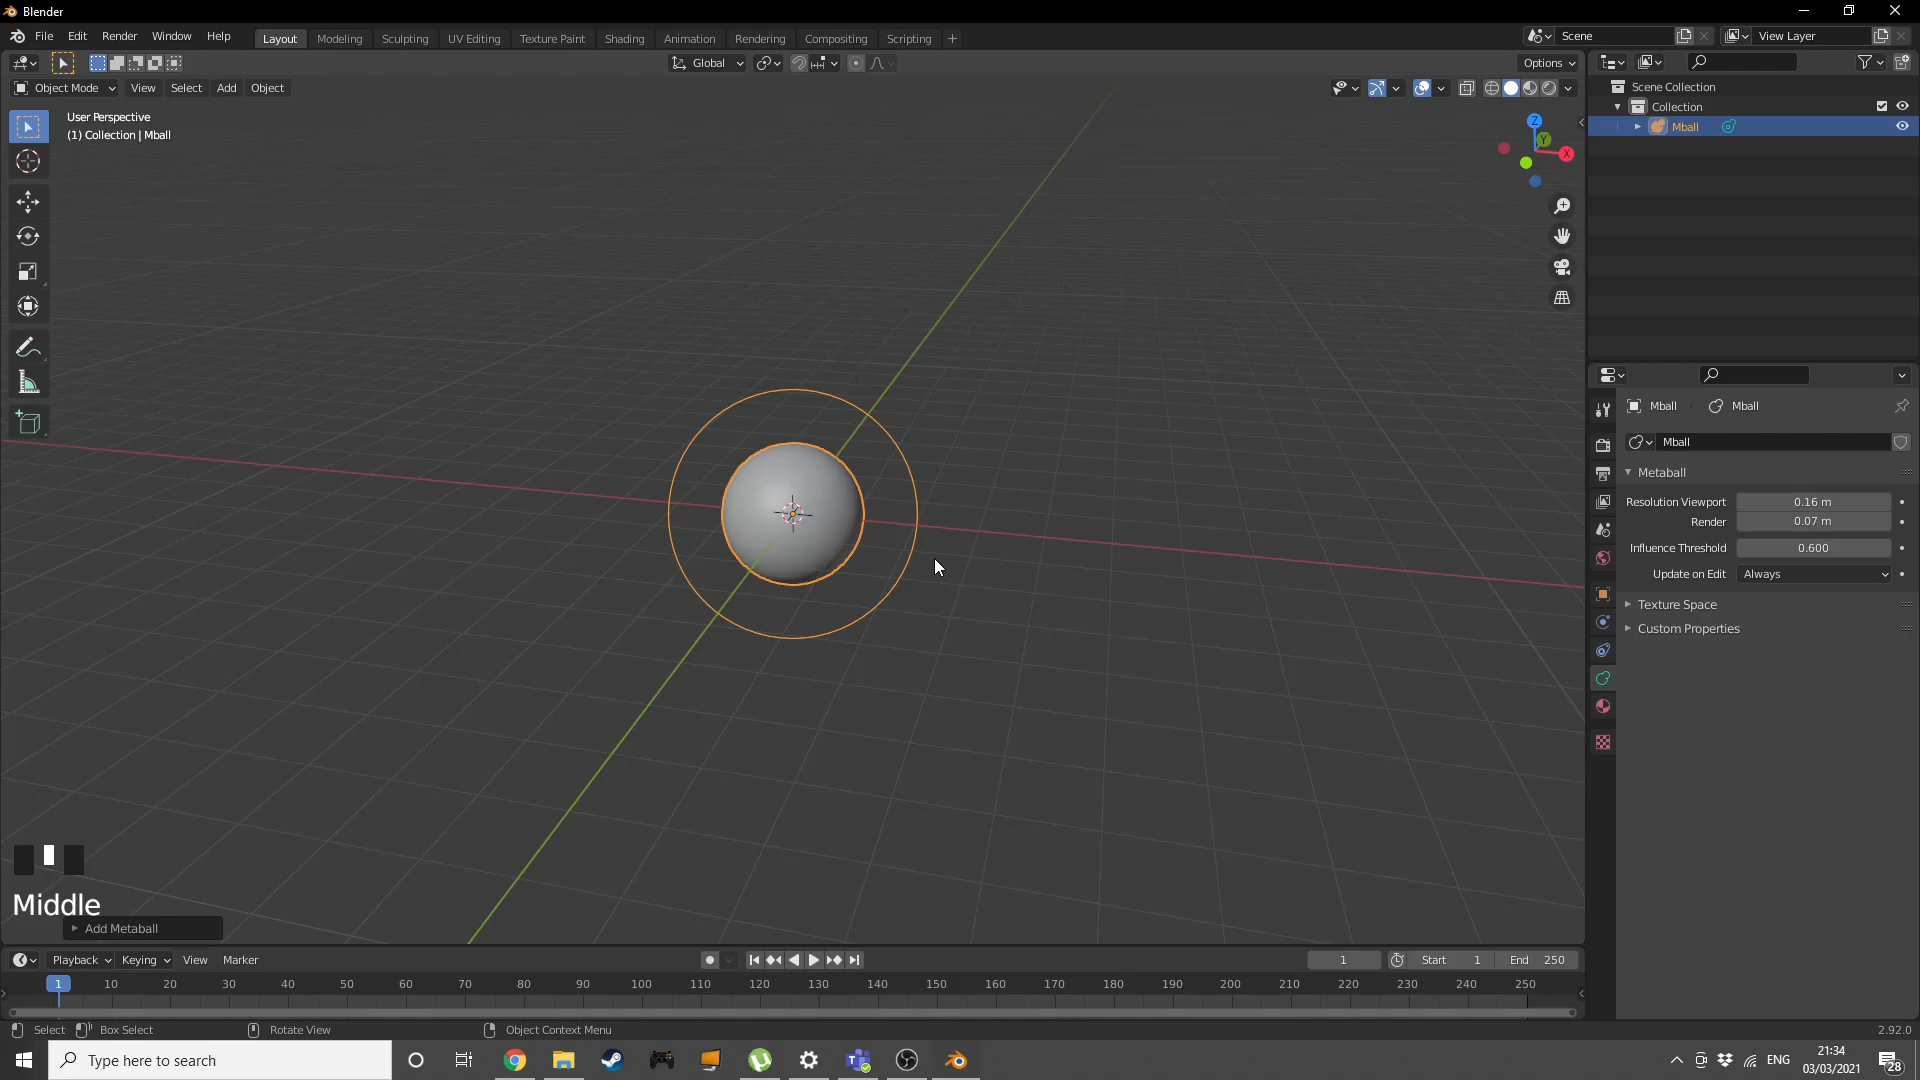 Blender
File Edit Render Window Help Layout Modeling Sculpting UV Editing Texture Paint Shading Animation Rendering Compositing Scripting + Scene View Layer
Global Options
Object Mode View Select Add Object
User Perspective
(1) Collection | Mball
Z
Y
X
Scene Collection
Collection
Mball
Mball Mball
Mball
Metaball
Resolution Viewport 0.16 m
Render 0.07 m
Influence Threshold 0.600
Update on Edit Always
Texture Space
Custom Properties
Middle
Add Metaball
Playback Keying View Marker 1 Start 1 End 250
1 10 20 30 40 50 60 70 80 90 100 110 120 130 140 150 160 170 180 190 200 210 220 230 240 250
Select Box Select Rotate View Object Context Menu 2.92.0
Type here to search ENG 21:34
03/03/2021
28